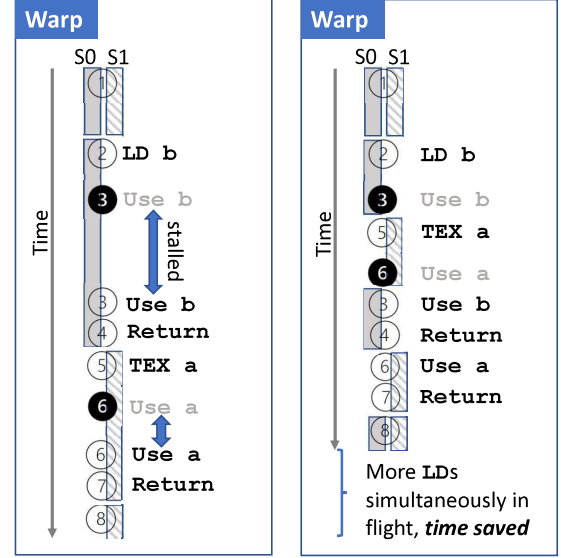 Warp
S0 S1
Time
1
2 LD b
3 Use b
stalled
3 Use b
4 Return
5 TEX a
6 Use a
6 Use a
7 Return
8
Warp
S0 S1
Time
1
2 LD b
3 Use b
5 TEX a
6 Use a
3 Use b
4 Return
6 Use a
7 Return
8
More LDs
simultaneously in
flight, time saved